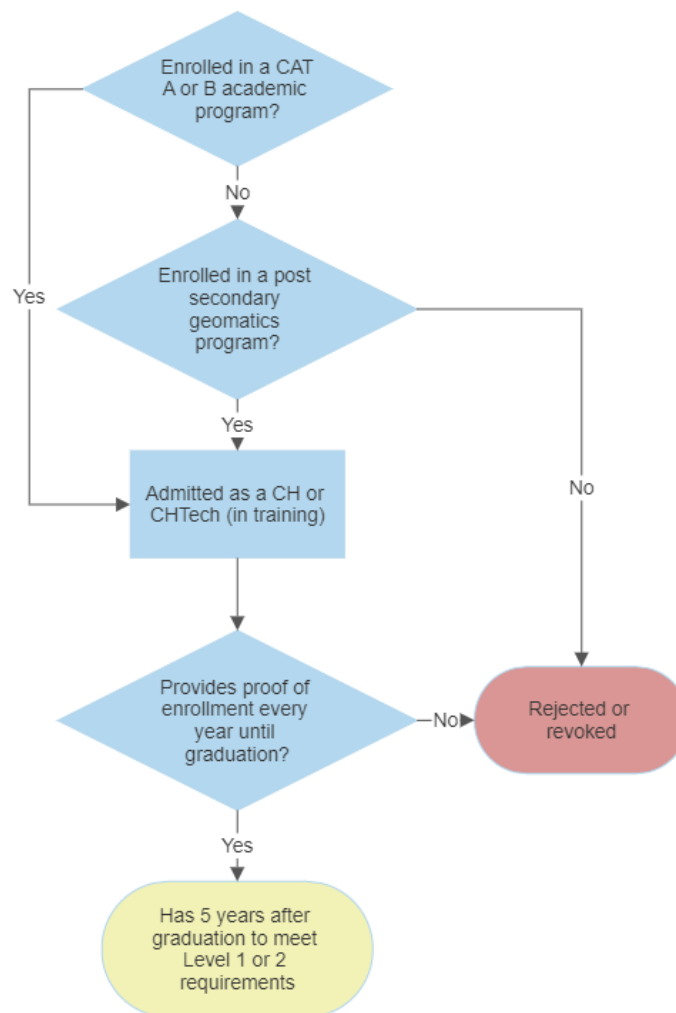 Enrolled in a CAT
A or B academic
program?
No
Yes
Enrolled in a post
secondary
geomatics
program?
Yes
No
Admitted as a CH or
CHTech (in training)
Provides proof of
enrollment every
year until
graduation?
No
Rejected or
revoked
Yes
Has 5 years after
graduation to meet
Level 1 or 2
requirements